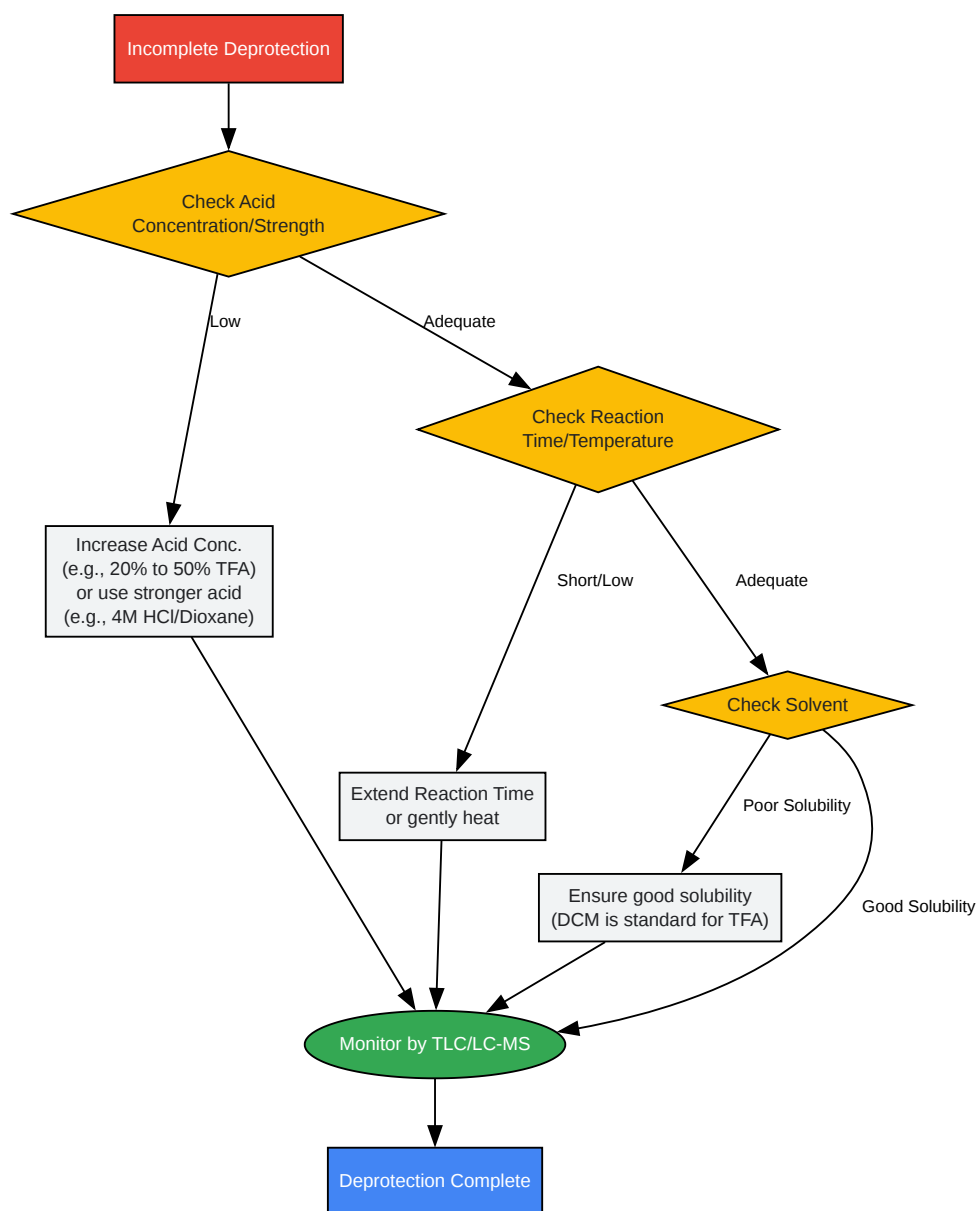 Incomplete Deprotection
Check Acid
Concentration/Strength
Low
Adequate
Check Reaction
Time/Temperature
Increase Acid Conc.
(e.g., 20% to 50% TFA)
or use stronger acid
(e.g., 4M HCl/Dioxane)
Short/Low
Adequate
Check Solvent
Extend Reaction Time
or gently heat
Poor Solubility
Ensure good solubility
(DCM is standard for TFA)
Good Solubility
Monitor by TLC/LC-MS
Deprotection Complete